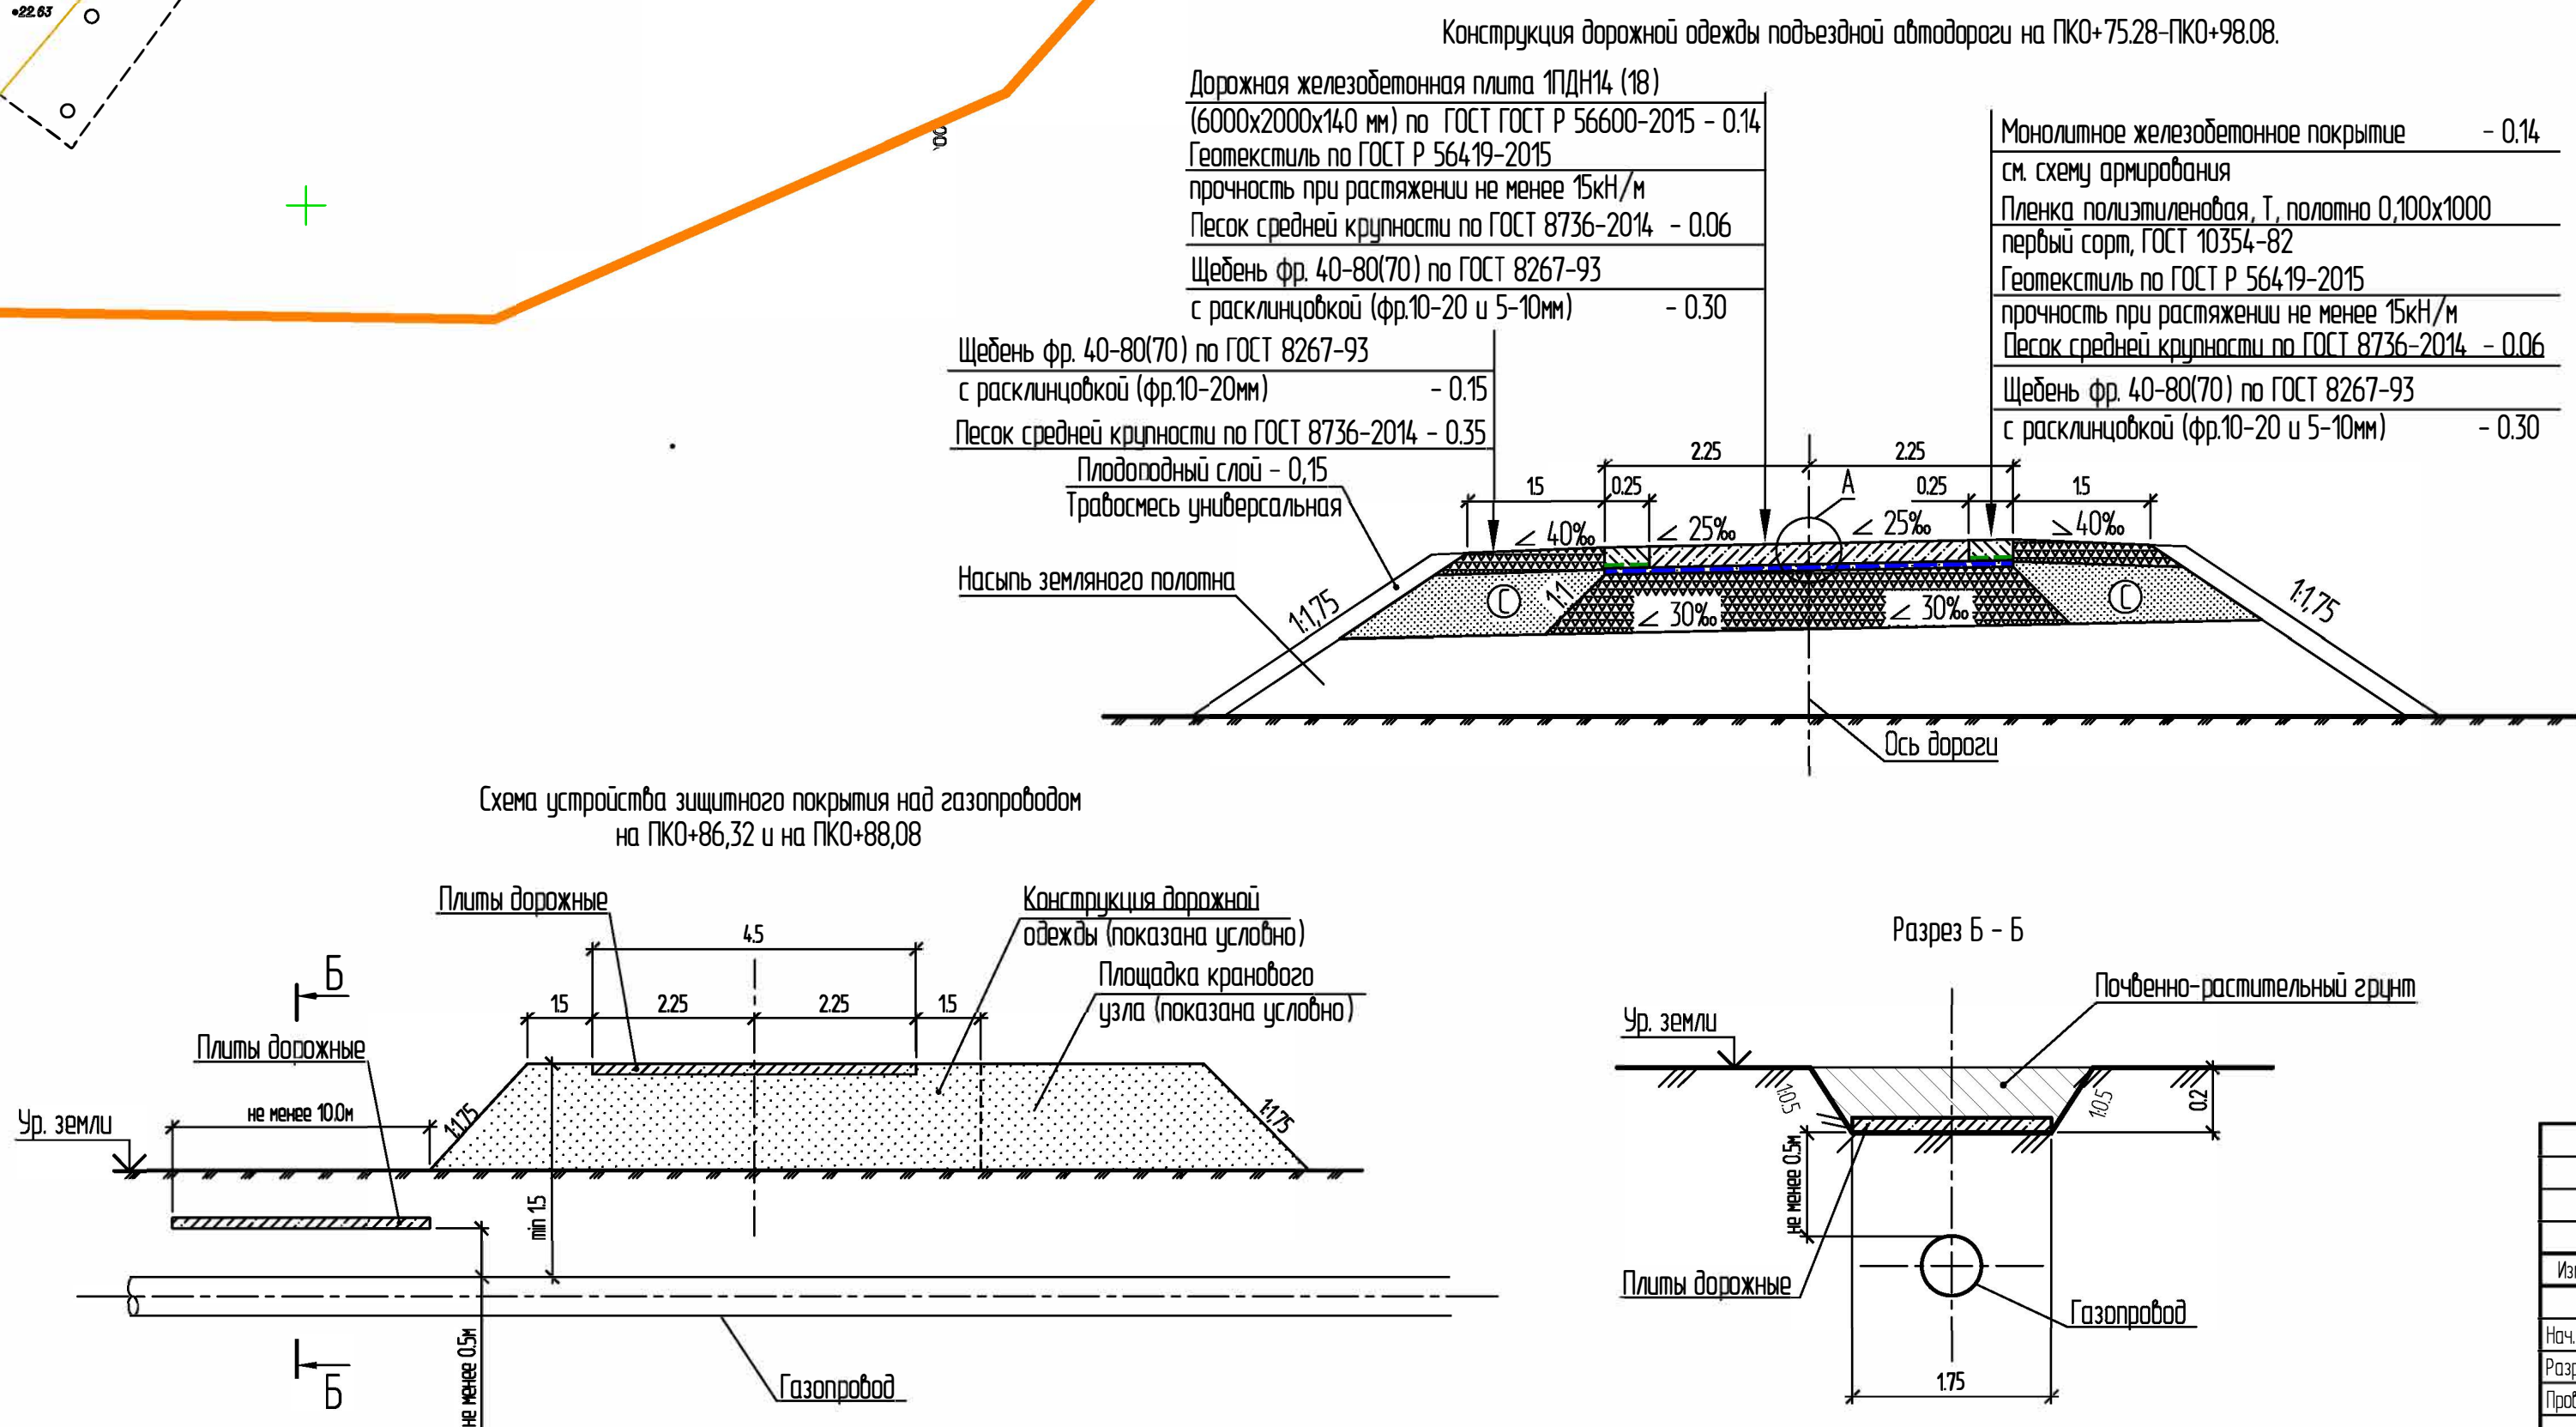 •22.63
Конструкция дорожной одежды подъездной автодороги на ПК0+75.28-ПК0+98.08.
Дорожная железобетонная плита 1ПДН14 (18)
(6000х2000х140 мм) по ГОСТ ГОСТ Р 56600-2015 - 0.14
Геотекстиль по ГОСТ Р 56419-2015
прочность при растяжении не менее 15кН/м
Песок средней крупности по ГОСТ 8736-2014 - 0.06
Щебень фр. 40-80(70) по ГОСТ 8267-93
с расклинцовкой (фр.10-20 и 5-10мм) - 0.30
Монолитное железобетонное покрытие - 0.14
см. схему армирования
Пленка полиэтиленовая, Т, полотно 0,100х1000
первый сорт, ГОСТ 10354-82
Геотекстиль по ГОСТ Р 56419-2015
прочность при растяжении не менее 15кН/м
Песок средней крупности по ГОСТ 8736-2014 - 0.06
Щебень фр. 40-80(70) по ГОСТ 8267-93
с расклинцовкой (фр.10-20 и 5-10мм) - 0.30
Щебень фр. 40-80(70) по ГОСТ 8267-93
с расклинцовкой (фр.10-20мм) - 0.15
Песок средней крупности по ГОСТ 8736-2014 - 0.35
Плодородный слой - 0,15
Травосмесь универсальная
Насыпь земляного полотна
2.25 2.25
1.5 0.25 А 0.25 1.5
40‰ 25‰ 25‰ 40‰
1:1,75 С 1:1 30‰ 30‰ С 1:1,75
Ось дороги
Схема устройства зищитного покрытия над газопроводом
на ПК0+86,32 и на ПК0+88,08
Плиты дорожные
Конструкция дорожной
одежды (показана условно)
Площадка кранового
узла (показана условно)
4.5
1.5 2.25 2.25 1.5
Б
Плиты дорожные
не менее 10.0м
Ур. земли
1:1.75
1:1.75
min 1.5
не менее 0.5м
Б
Газопровод
Разрез Б - Б
Почвенно-растительный грунт
Ур. земли
1:0.5
1:0.5
0.2
не менее 0.5м
Плиты дорожные
Газопровод
1.75
Нач.